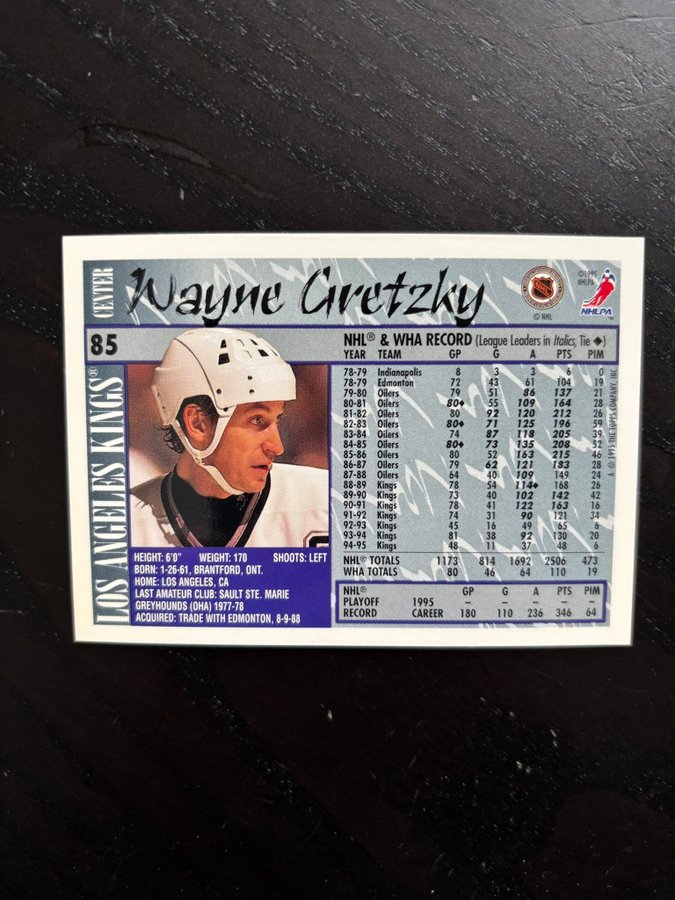 CENTER
Wayne Gretzky
© NHL
©1995
NHLPA
NHLPA
85
LOS ANGELES KINGS®
NHL® & WHA RECORD (League Leaders in Italics, Tie ♦)
YEAR TEAM GP G A PTS PIM
78-79 Indianapolis 8 3 3 6 0
78-79 Edmonton 72 43 61 104 19
79-80 Oilers 79 51 86 137 21
80-81 Oilers 80♦ 55 109 164 28
81-82 Oilers 80 92 120 212 26
82-83 Oilers 80♦ 71 125 196 59
83-84 Oilers 74 87 118 205 39
84-85 Oilers 80♦ 73 135 208 52
85-86 Oilers 80 52 163 215 46
86-87 Oilers 79 62 121 183 28
87-88 Oilers 64 40 109 149 24
88-89 Kings 78 54 114♦ 168 26
89-90 Kings 73 40 102 142 42
90-91 Kings 78 41 122 163 16
91-92 Kings 74 31 90 121 34
92-93 Kings 45 16 49 65 6
93-94 Kings 81 38 92 130 20
94-95 Kings 48 11 37 48 6
NHL® TOTALS 1173 814 1692 2506 473
WHA TOTALS 80 46 64 110 19
NHL® GP G A PTS PIM
PLAYOFF 1995 – – – – –
RECORD CAREER 180 110 236 346 64
HEIGHT: 6'0" WEIGHT: 170 SHOOTS: LEFT
BORN: 1-26-61, BRANTFORD, ONT.
HOME: LOS ANGELES, CA
LAST AMATEUR CLUB: SAULT STE. MARIE
GREYHOUNDS (OHA) 1977-78
ACQUIRED: TRADE WITH EDMONTON, 8-9-88
A © 1995 THE TOPPS COMPANY, INC.